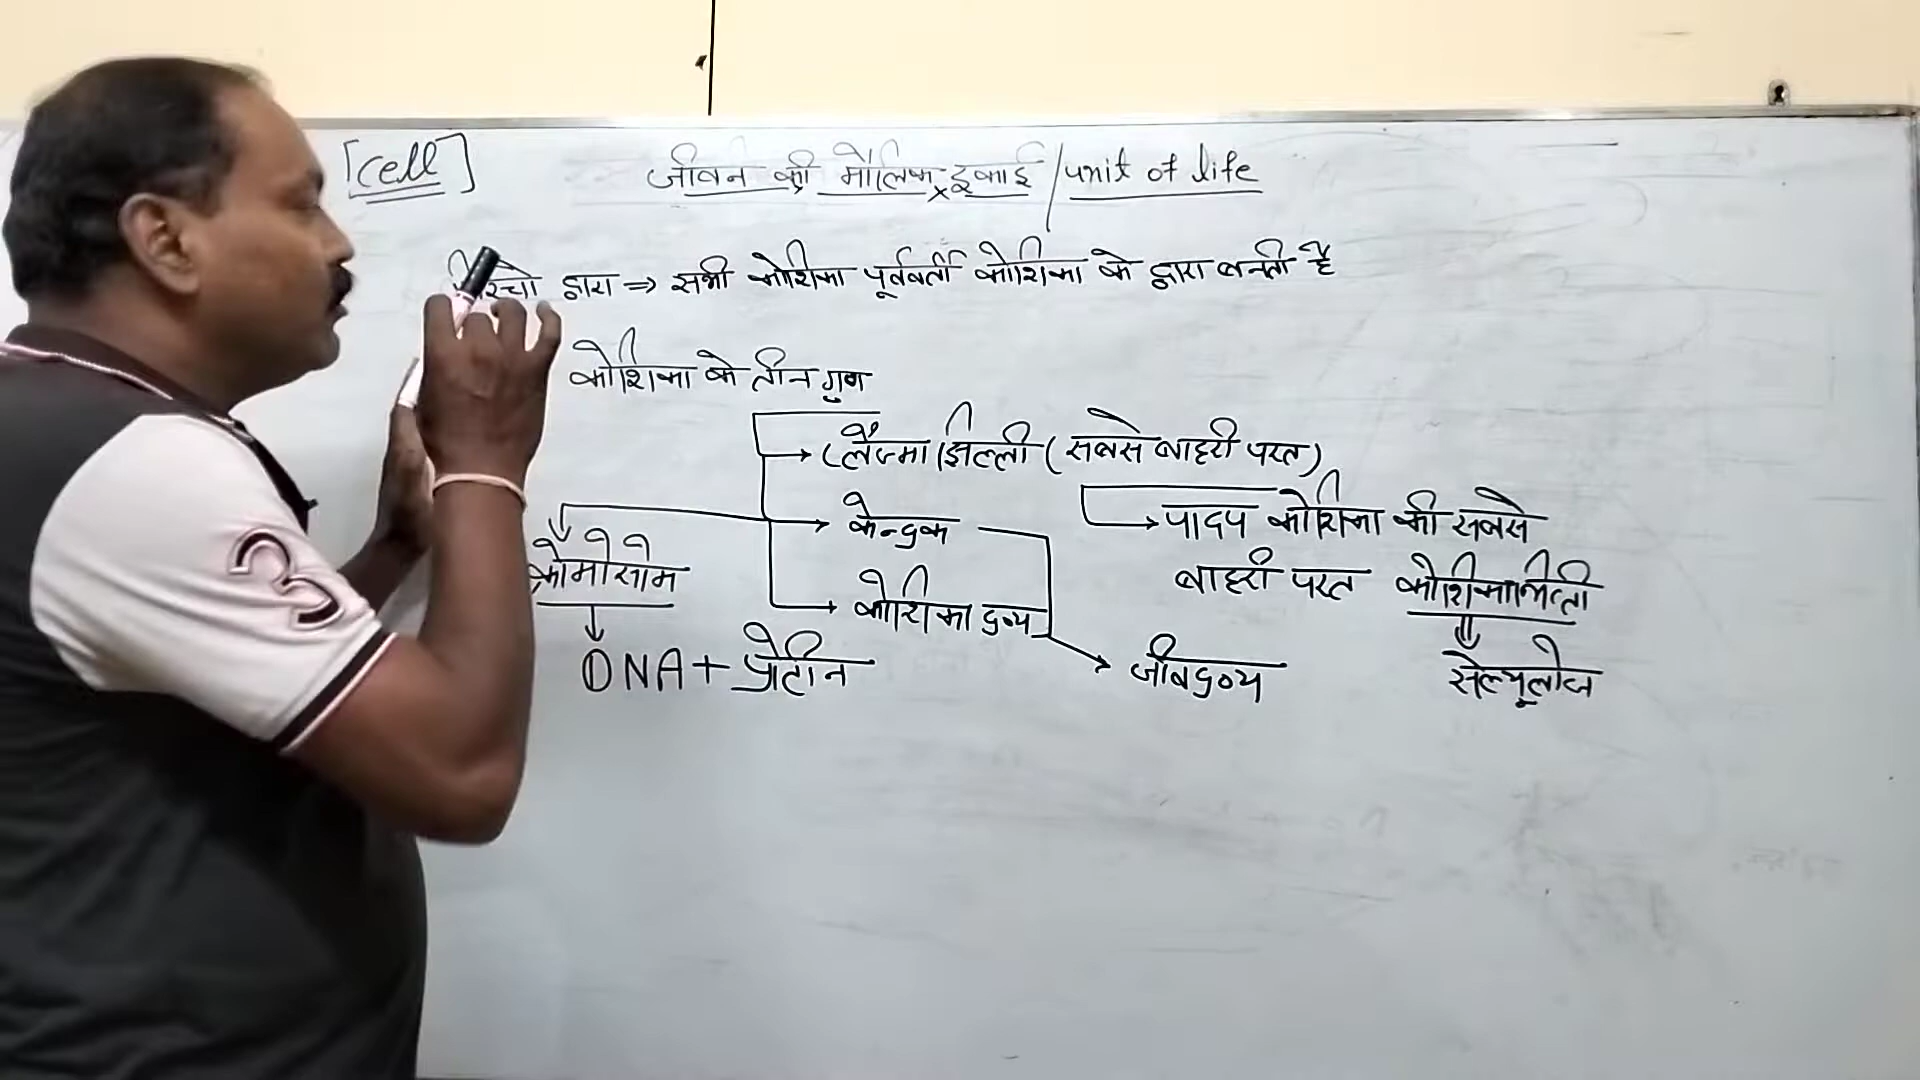 [cell]
जीवन की मौलिक इकाई / unit of life
द्वारा ⇒ सभी कोशिका पूर्ववर्ती कोशिका के द्वारा बनती है
कोशिका के तीन गुण
→ प्लैज्मा झिल्ली (सबसे बाहरी परत)
→ केन्द्रक
→ पादप कोशिका की सबसे
बाहरी परत कोशिकाभित्ती
क्रोमोसोम
→ कोशिका द्रव्य
DNA + प्रोटीन
जीवद्रव्य
सेल्यूलोज
3